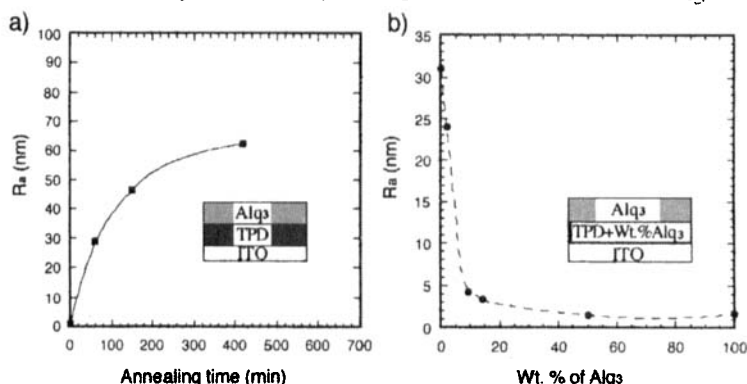 a)
b)
Ra (nm)
100
90
80
70
60
50
40
30
20
10
0
0 100 200 300 400 500 600 700
Annealing time (min)
Alq3
TPD
ITO
Ra (nm)
35
30
25
20
15
10
5
0
0 20 40 60 80 100
Wt. % of Alq3
Alq3
TPD+Wt.%Alq3
ITO